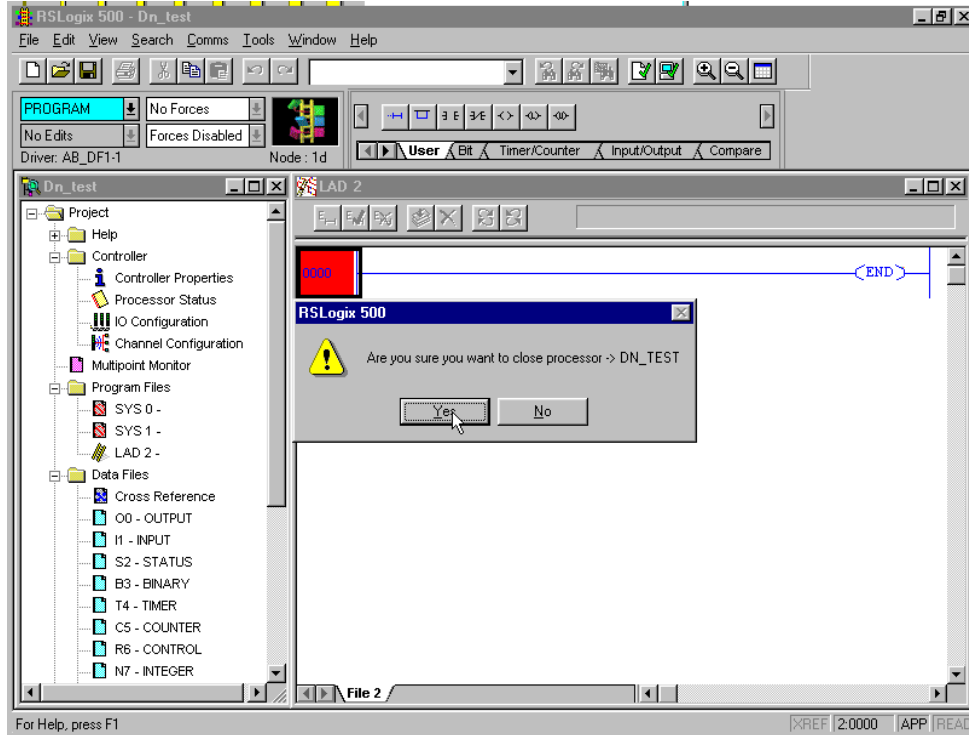 RSLogix 500 - Dn_test
File Edit View Search Comms Tools Window Help
PROGRAM No Forces
No Edits Forces Disabled
Driver: AB_DF1-1 Node : 1d
User Bit Timer/Counter Input/Output Compare
Dn_test
Project
Help
Controller
Controller Properties
Processor Status
IO Configuration
Channel Configuration
Multipoint Monitor
Program Files
SYS 0 -
SYS 1 -
LAD 2 -
Data Files
Cross Reference
O0 - OUTPUT
I1 - INPUT
S2 - STATUS
B3 - BINARY
T4 - TIMER
C5 - COUNTER
R6 - CONTROL
N7 - INTEGER
LAD 2
0000
END
RSLogix 500
Are you sure you want to close processor -> DN_TEST
Yes No
File 2
For Help, press F1
XREF 2:0000 APP READ